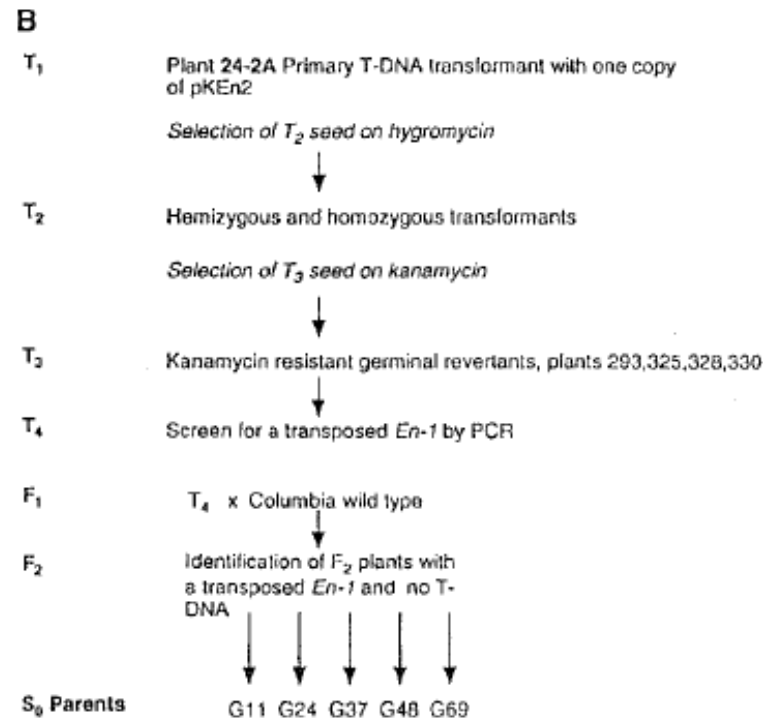 B
T1 Plant 24-2A Primary T-DNA transformant with one copy
of pKEn2
Selection of T2 seed on hygromycin
T2 Hemizygous and homozygous transformants
Selection of T3 seed on kanamycin
T3 Kanamycin resistant germinal revertants, plants 293,325,328,330
T4 Screen for a transposed En-1 by PCR
F1 T4 x Columbia wild type
F2 Identification of F2 plants with
a transposed En-1 and no T-
DNA
S0 Parents G11 G24 G37 G48 G69